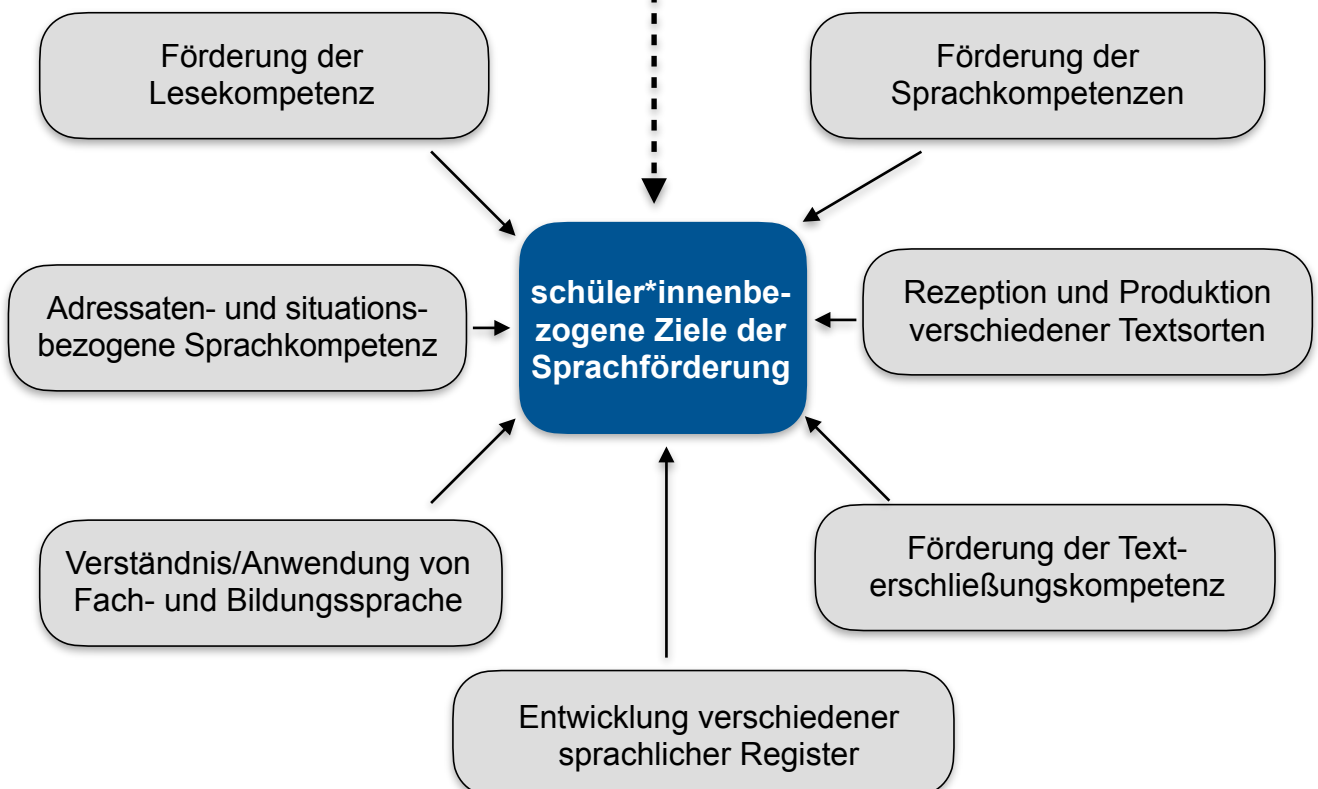 Förderung der
Lesekompetenz
Förderung der
Sprachkompetenzen
schüler*innenbe-
zogene Ziele der
Sprachförderung
Adressaten- und situations-
bezogene Sprachkompetenz
Rezeption und Produktion
verschiedener Textsorten
Verständnis/Anwendung von
Fach- und Bildungssprache
Förderung der Text-
erschließungskompetenz
Entwicklung verschiedener
sprachlicher Register